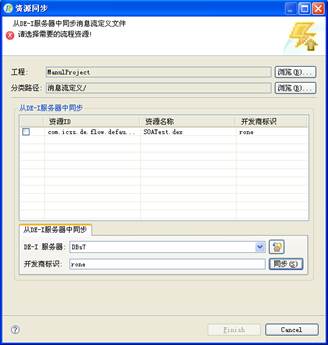 资源同步
从DE-I服务器中同步消息流定义文件
请选择需要的流程资源!
工程: ManulProject 浏览(B)...
分类路径: 消息流定义/ 浏览(R)...
从DE-I服务器中同步
资源ID 资源名称 开发商标识
com.icss.de.flow.defau... SOATest.dex rone
从DE-I服务器中同步
DE-I 服务器: DBuT
开发商标识: rone 同步(S)
Finish Cancel